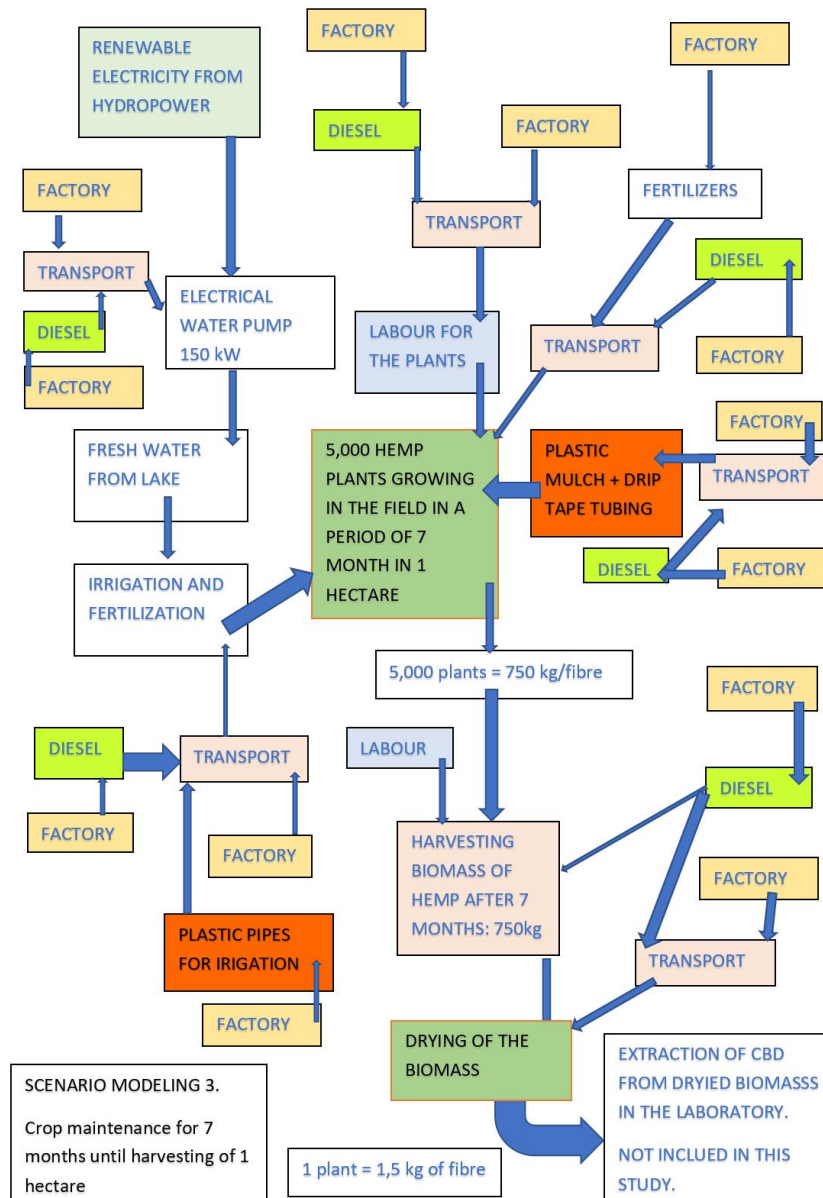 RENEWABLE
ELECTRICITY FROM
HYDROPOWER
FACTORY
FACTORY
DIESEL
FACTORY
FACTORY
TRANSPORT
FERTILIZERS
TRANSPORT
DIESEL
FACTORY
ELECTRICAL
WATER PUMP
150 kW
LABOUR FOR
THE PLANTS
TRANSPORT
DIESEL
FACTORY
FRESH WATER
FROM LAKE
5,000 HEMP
PLANTS GROWING
IN THE FIELD IN A
PERIOD OF 7
MONTH IN 1
HECTARE
PLASTIC
MULCH + DRIP
TAPE TUBING
FACTORY
TRANSPORT
DIESEL
FACTORY
IRRIGATION AND
FERTILIZATION
5,000 plants = 750 kg/fibre
DIESEL
TRANSPORT
FACTORY
FACTORY
PLASTIC PIPES
FOR IRIGATION
FACTORY
LABOUR
HARVESTING
BIOMASS OF
HEMP AFTER 7
MONTHS: 750kg
FACTORY
DIESEL
FACTORY
TRANSPORT
DRYING OF THE
BIOMASS
EXTRACTION OF CBD
FROM DRYIED BIOMASSS
IN THE LABORATORY.
NOT INCLUED IN THIS
STUDY.
SCENARIO MODELING 3.
Crop maintenance for 7
months until harvesting of 1
hectare
1 plant = 1,5 kg of fibre